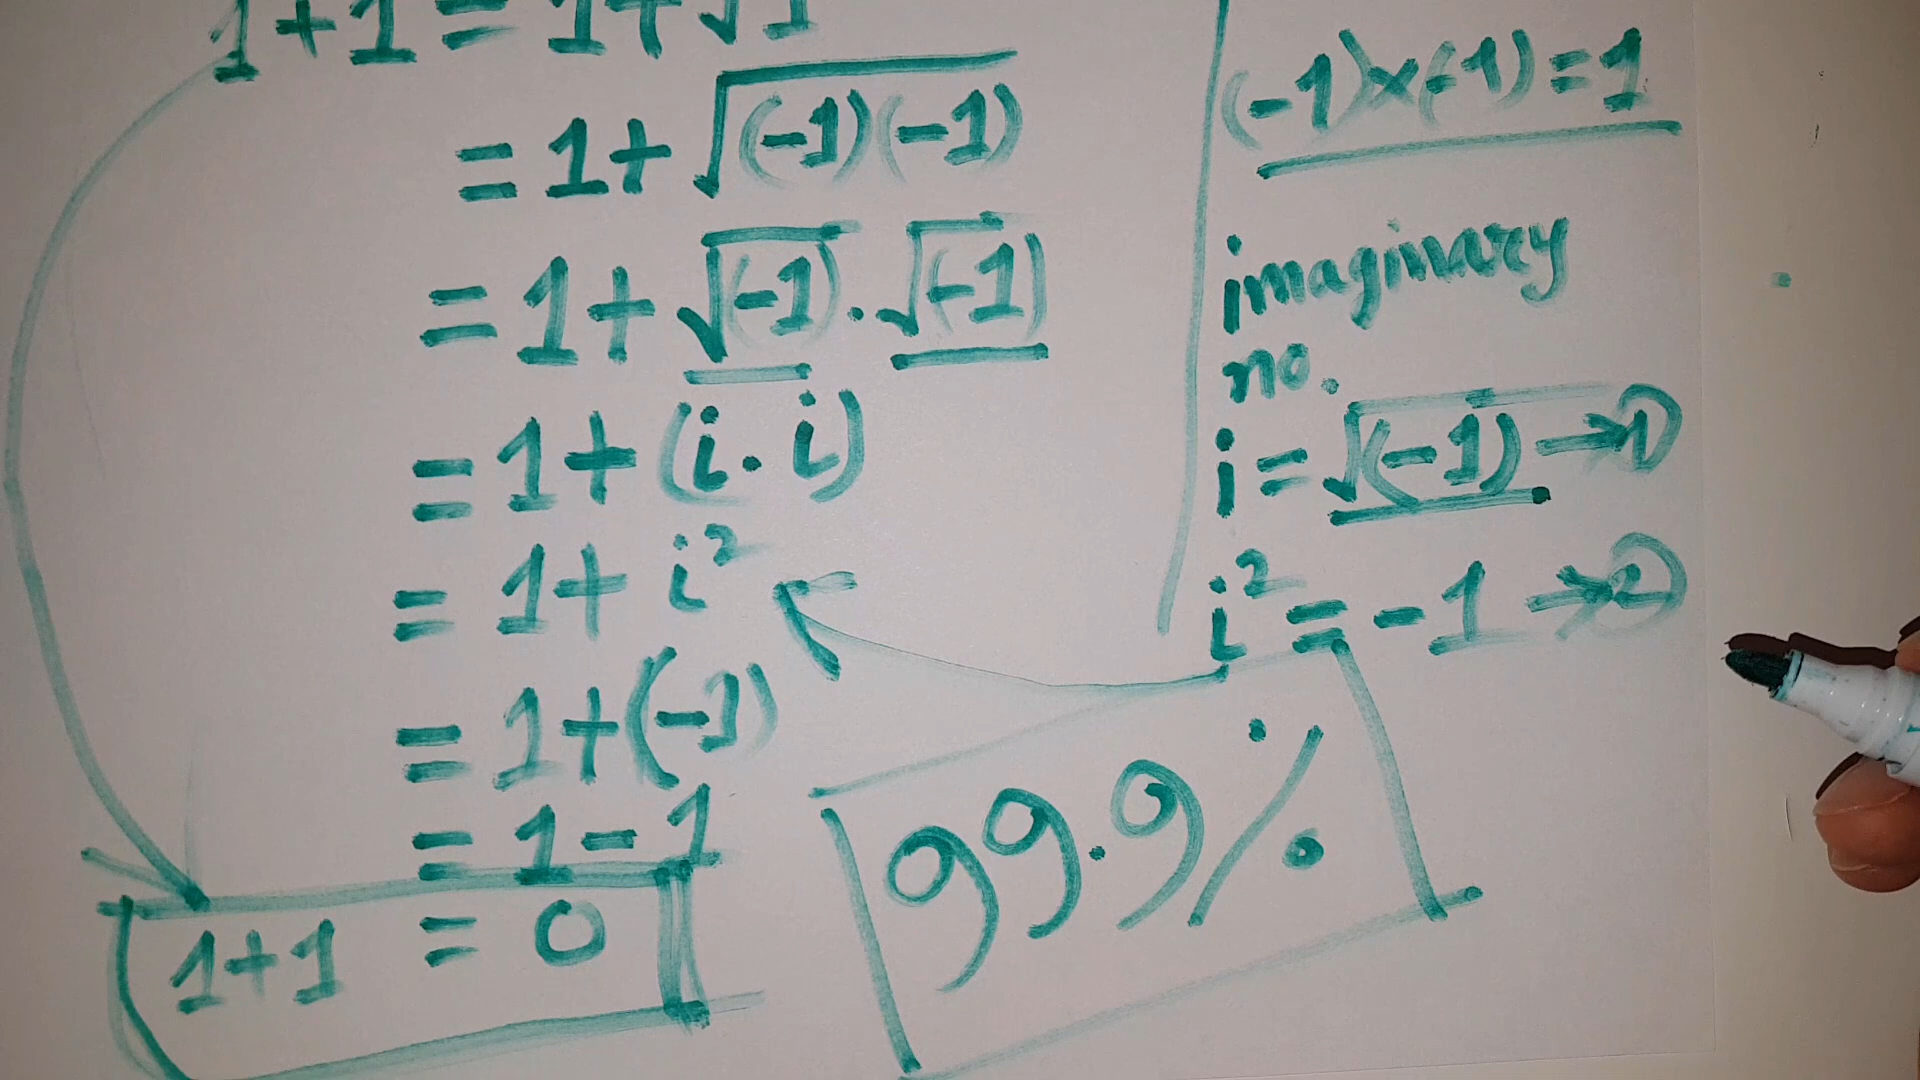 1+1 = 1+√1
= 1+√(-1)(-1)
= 1+√(-1).√(-1)
= 1+(i.i)
= 1+i²
= 1+(-1)
= 1-1
1+1 = 0
(-1)×(-1)=1
imaginary
no.
i=√(-1)→1
i²=-1→2
99.9%